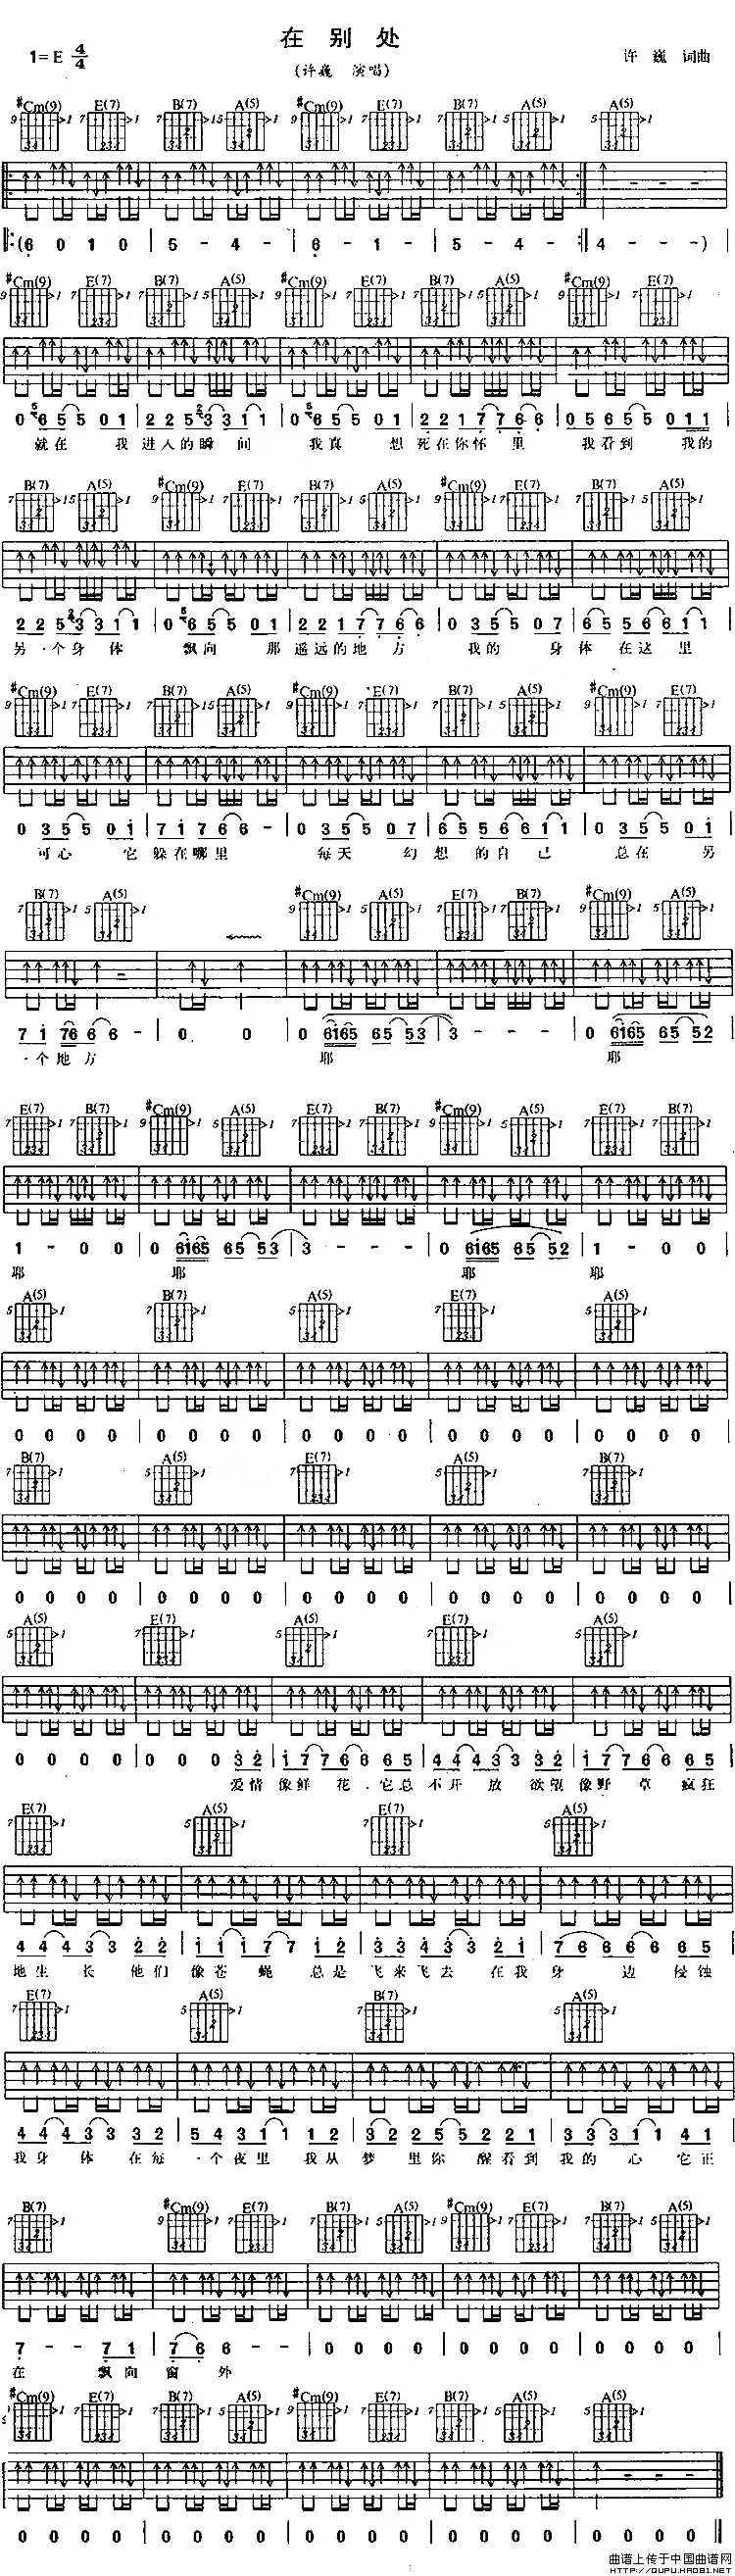 在 别 处
1=E 4/4
(许巍 演唱)
许 巍 词曲
#Cm(9) E(7) B(7) A(5) #Cm(9) E(7) B(7) A(5) A(5)
(6 0 1 0 | 5 - 4 - | 6 - 1 - | 5 - 4 - :| 4 - - -)
#Cm(9) E(7) B(7) A(5) #Cm(9) E(7) B(7) A(5) #Cm(9) E(7)
0 6 5 5 0 1 | 2 2 5 3 3 1 1 | 0 6 5 5 0 1 | 2 2 1 7 7 6 6 | 0 5 6 5 5 0 1 1
就在 我 进入的瞬 间 我真 想 死在你怀 里 我看到 我的
B(7) A(5) #Cm(9) E(7) B(7) A(5) #Cm(9) E(7) B(7) A(5)
2 2 5 3 3 1 1 | 0 6 5 5 0 1 | 2 2 1 7 7 6 6 | 0 3 5 5 0 7 | 6 5 5 6 6 1 1
另一个身 体 飘向 那 遥远的地 方 我的 身 体 在 这 里
#Cm(9) E(7) B(7) A(5) #Cm(9) E(7) B(7) A(5) #Cm(9) E(7)
0 3 5 5 0 1 | 7 1 7 6 6 - | 0 3 5 5 0 7 | 6 5 5 6 6 1 1 | 0 3 5 5 0 1
可心 它 躲在哪里 每天 幻 想 的 自 己 总在 另
B(7) A(5) #Cm(9) A(5) E(7) B(7) #Cm(9) A(5)
7 1 7 6 6 6 - | 0 0 | 0 6165 65 53 | 3 - - - | 0 6165 65 52
一个地 方 耶 耶
E(7) B(7) #Cm(9) A(5) E(7) B(7) #Cm(9) A(5) E(7) B(7)
1 - 0 0 | 0 6165 65 53 | 3 - - - | 0 6165 65 52 | 1 - 0 0
耶 耶 耶 耶
A(5) B(7) A(5) E(7) A(5)
0 0 0 0 | 0 0 0 0 | 0 0 0 0 | 0 0 0 0 | 0 0 0 0
B(7) A(5) E(7) A(5) B(7)
0 0 0 0 | 0 0 0 0 | 0 0 0 0 | 0 0 0 0 | 0 0 0 0
A(5) E(7) A(5) E(7) A(5)
0 0 0 0 | 0 0 0 3 2 | 1 7 7 6 6 6 5 | 4 4 4 3 3 3 2 | 1 7 7 6 6 6 5
爱情 像鲜 花 它总 不开 放 欲望 像野 草 疯狂
E(7) A(5) E(7) A(5)
4 4 4 3 3 2 2 | 1 1 1 7 7 1 2 | 3 3 4 3 3 2 1 | 7 6 6 6 6 6 5
地生 长 他们 像苍 蝇 总是 飞来飞去 在我 身 边 侵蚀
E(7) A(5) B(7) A(5)
4 4 4 3 3 3 2 | 5 4 3 1 1 1 2 | 3 2 2 5 5 2 2 1 | 3 3 3 1 1 4 1
我身 体 在每 一个夜里 我从 梦 里你 醒看到 我的 心 它正
B(7) #Cm(9) E(7) B(7) A(5) #Cm(9) E(7) B(7) A(5)
7 - - 7 1 | 7 6 6 - - | 0 0 0 0 | 0 0 0 0 | 0 0 0 0
在 飘向 窗 外
#Cm(9) E(7) B(7) A(5) #Cm(9) E(7) B(7) A(5) A(5)
0 0 0 0 | 0 0 0 0 | 0 0 0 0 | 0 0 0 0 | 0 0 0 0
曲谱上传于中国曲谱网
HTTP://QUPU.HAO81.NET